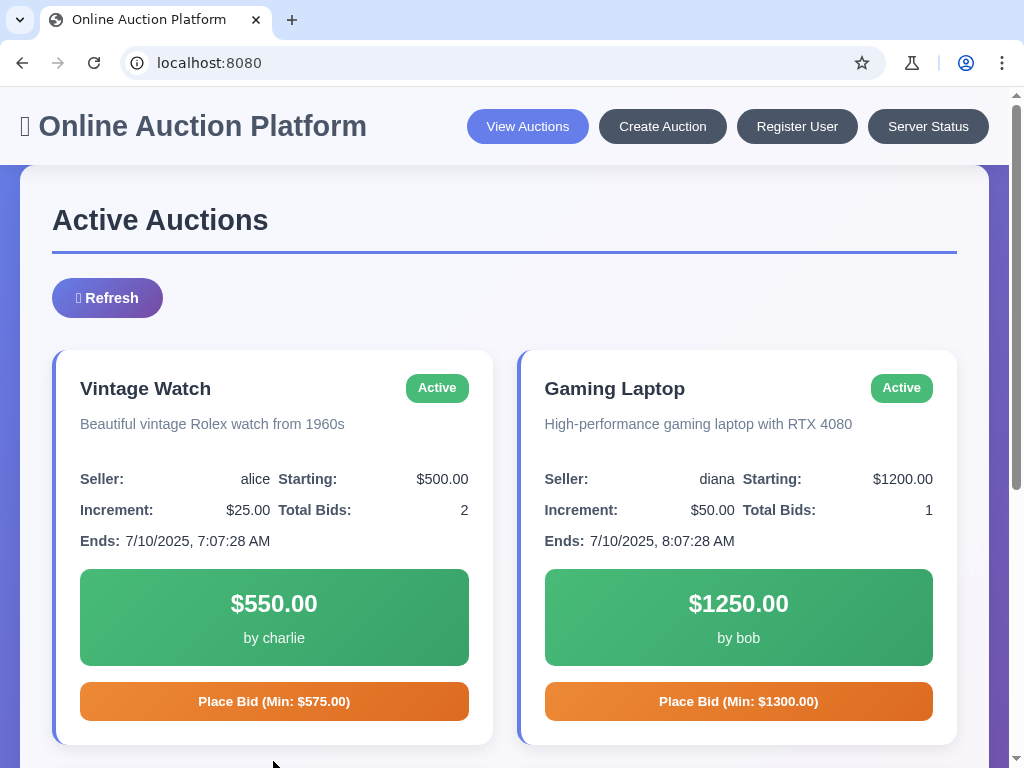 Online Auction Platform
localhost:8080
Online Auction Platform
View Auctions
Create Auction
Register User
Server Status
Active Auctions
Refresh
Vintage Watch
Active
Beautiful vintage Rolex watch from 1960s
Seller: alice Starting: $500.00
Increment: $25.00 Total Bids: 2
Ends: 7/10/2025, 7:07:28 AM
$550.00
by charlie
Place Bid (Min: $575.00)
Gaming Laptop
Active
High-performance gaming laptop with RTX 4080
Seller: diana Starting: $1200.00
Increment: $50.00 Total Bids: 1
Ends: 7/10/2025, 8:07:28 AM
$1250.00
by bob
Place Bid (Min: $1300.00)